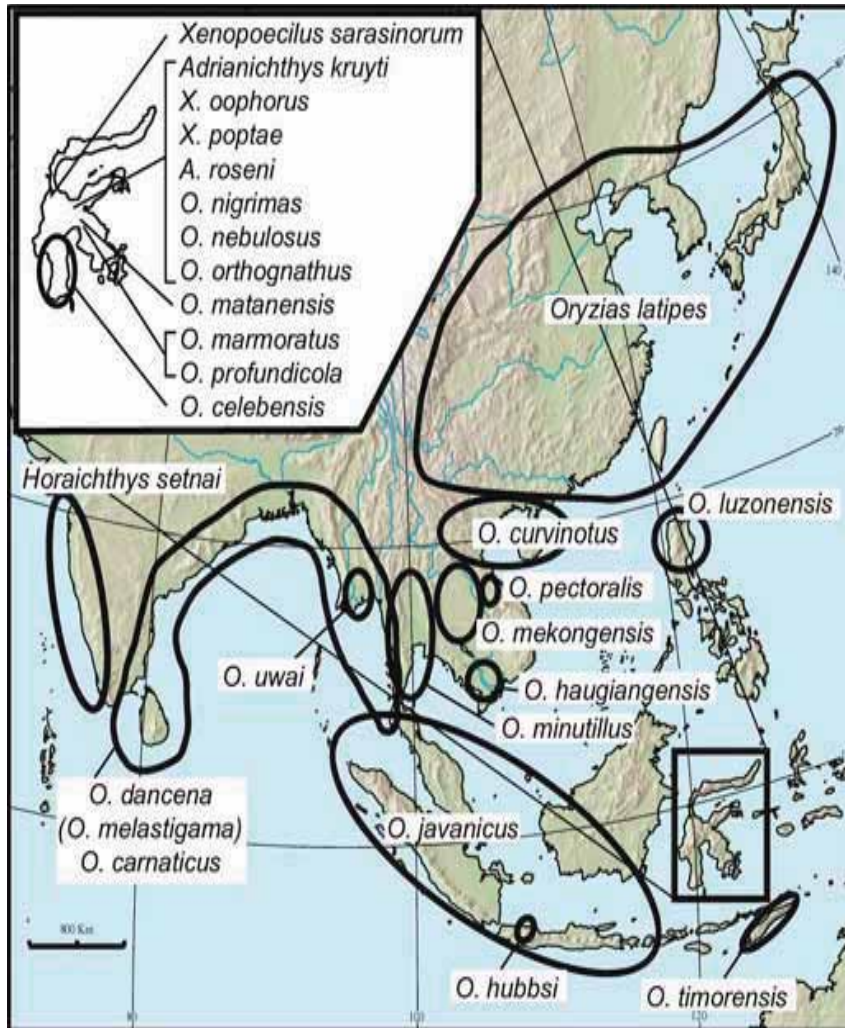 Xenopoecilus sarasinorum
Adrianichthys kruyti
X. oophorus
X. poptae
A. roseni
O. nigrimas
O. nebulosus
O. orthognathus
O. matanensis
O. marmoratus
O. profundicola
O. celebensis
140
Oryzias latipes
Horaichthys setnai
O. luzonensis
O. curvinotus
O. pectoralis
O. mekongensis
O. uwai
O. haugiangensis
O. minutillus
O. dancena
(O. melastigama)
O. carnaticus
O. javanicus
800 Km
O. hubbsi
O. timorensis
80
100
120